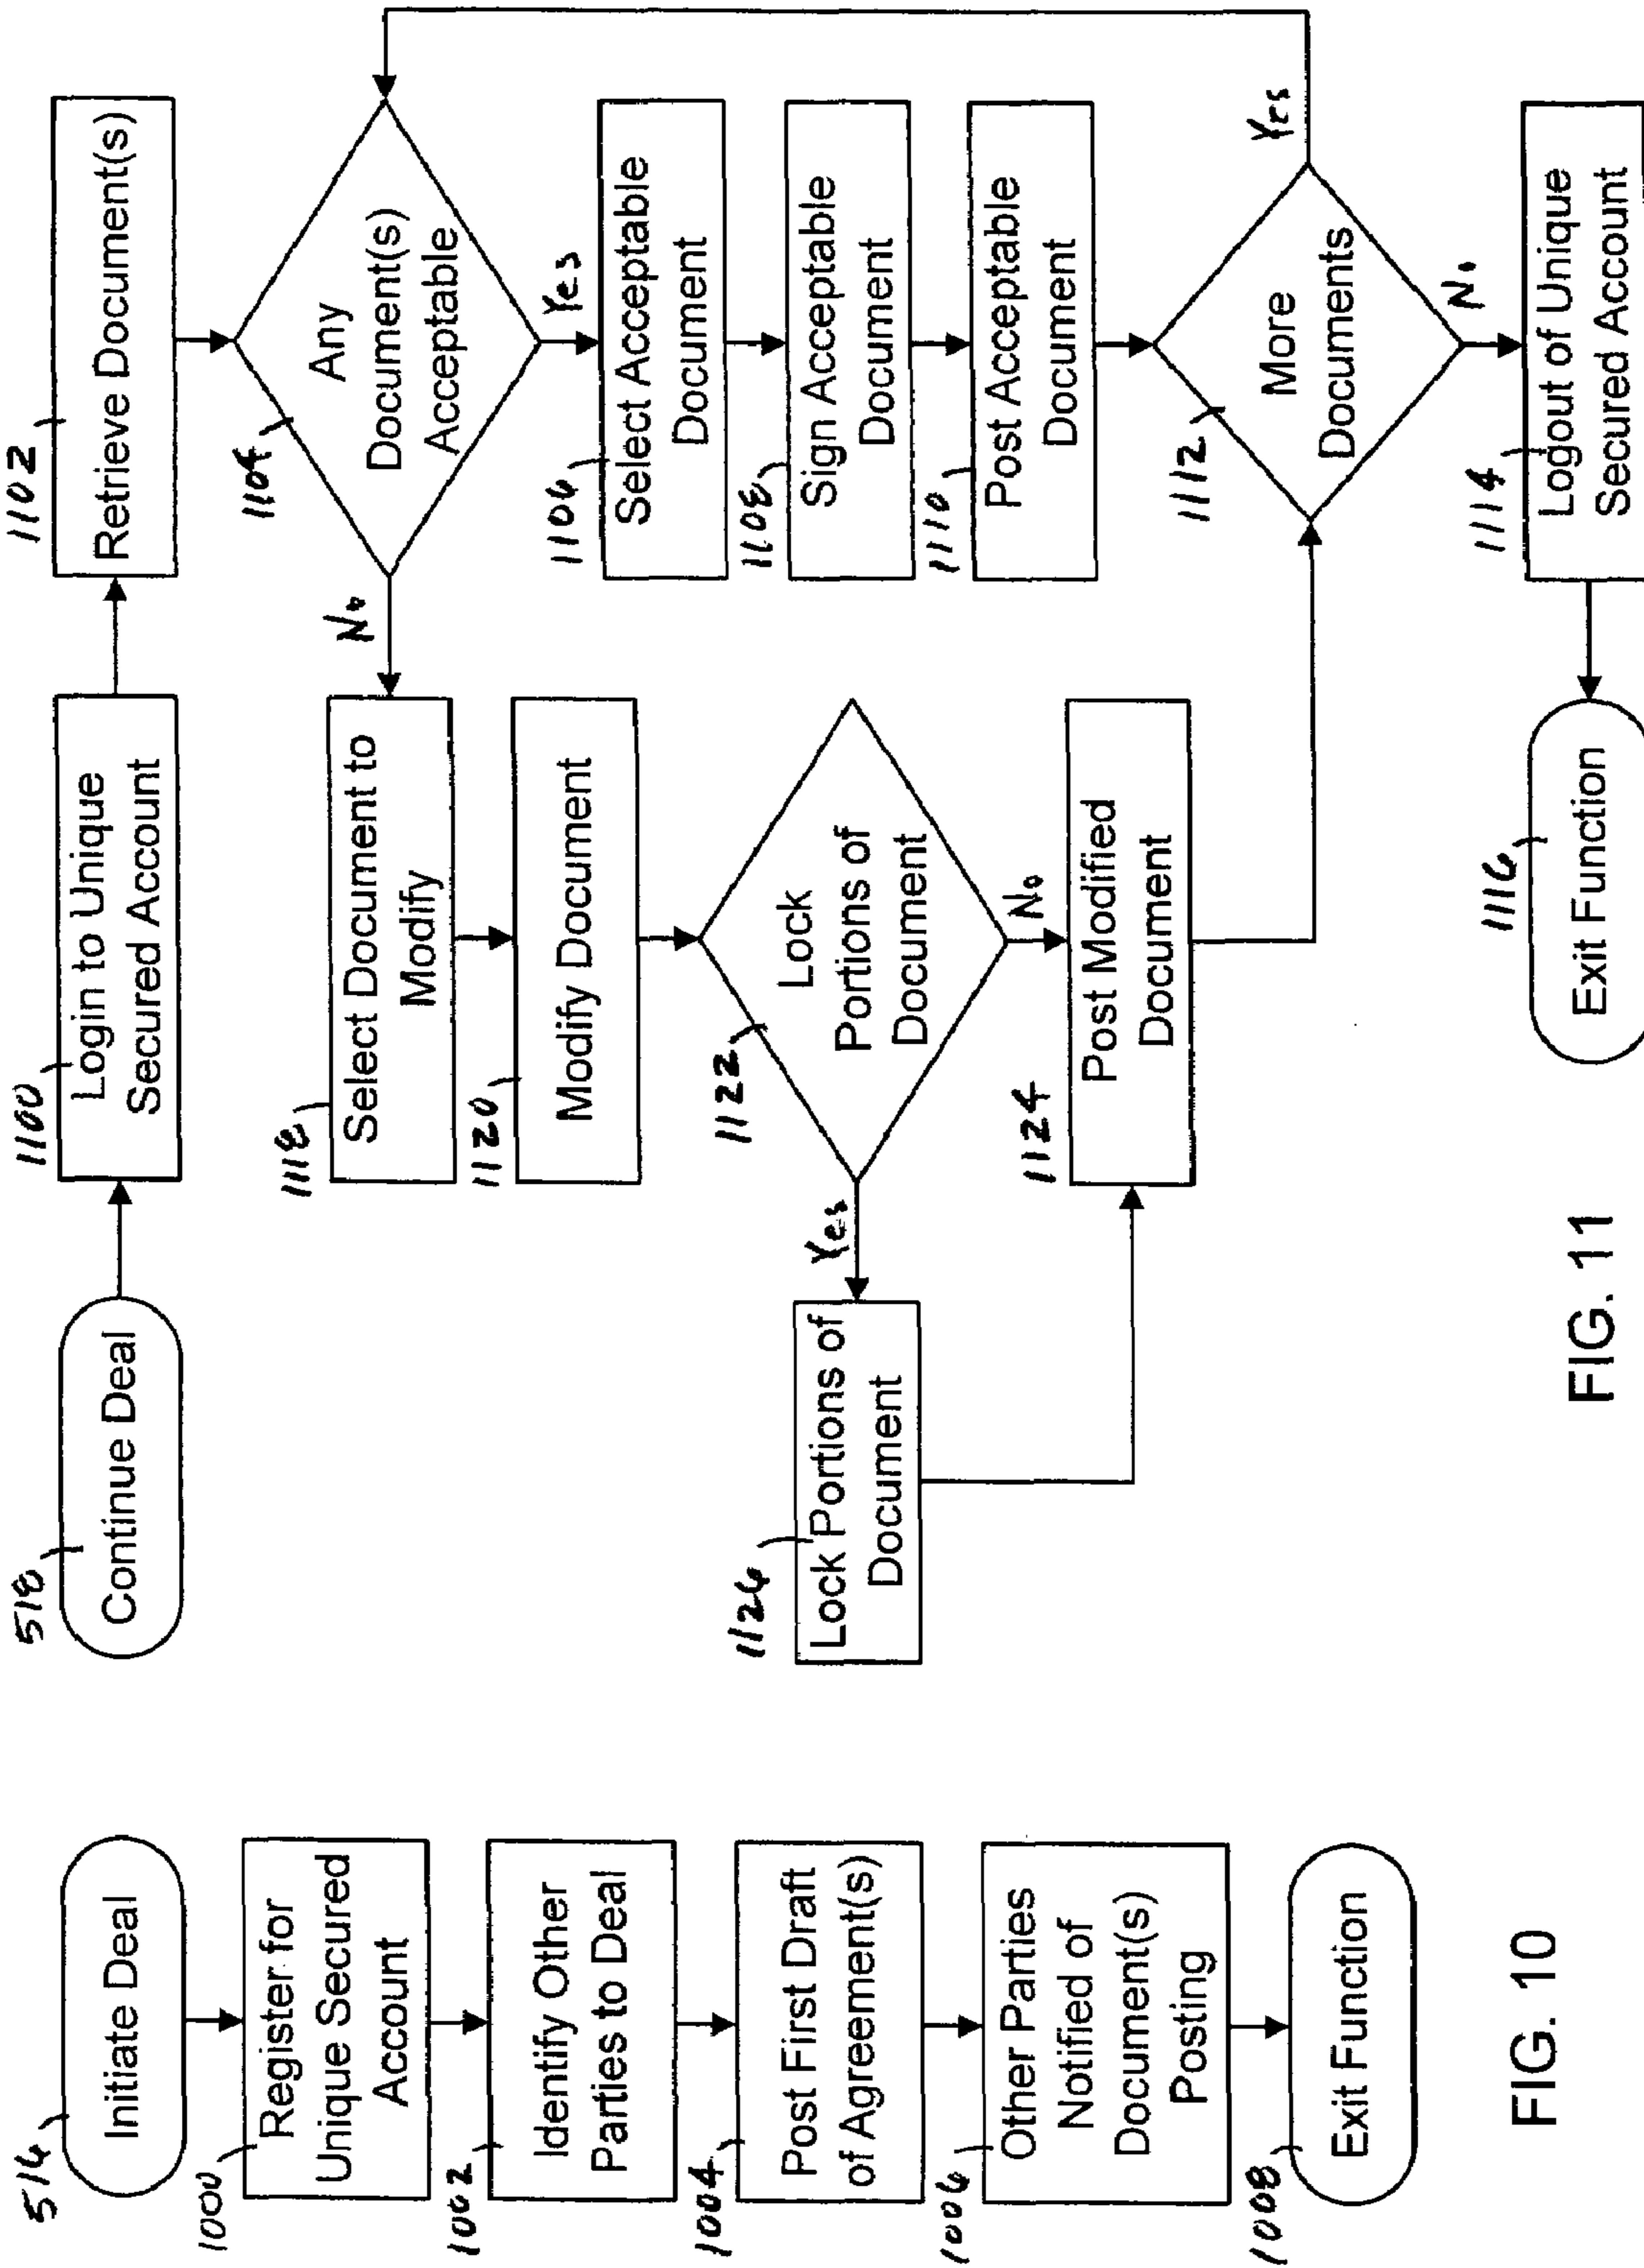 514
Initiate Deal
1000
Register for
Unique Secured
Account
1002
Identify Other
Parties to Deal
1004
Post First Draft
of Agreement(s)
1006
Other Parties
Notified of
Document(s)
Posting
1008
Exit Function
FIG. 10
518
Continue Deal
1100
Login to Unique
Secured Account
1102
Retrieve Document(s)
1104
Any
Document(s)
Acceptable
No
Yes
1118
Select Document to
Modify
1120
Modify Document
1122
Lock
Portions of
Document
Yes
No
1126
Lock Portions of
Document
1124
Post Modified
Document
1106
Select Acceptable
Document
1108
Sign Acceptable
Document
1110
Post Acceptable
Document
1112
More
Documents
Yes
No
1114
Logout of Unique
Secured Account
1116
Exit Function
FIG. 11